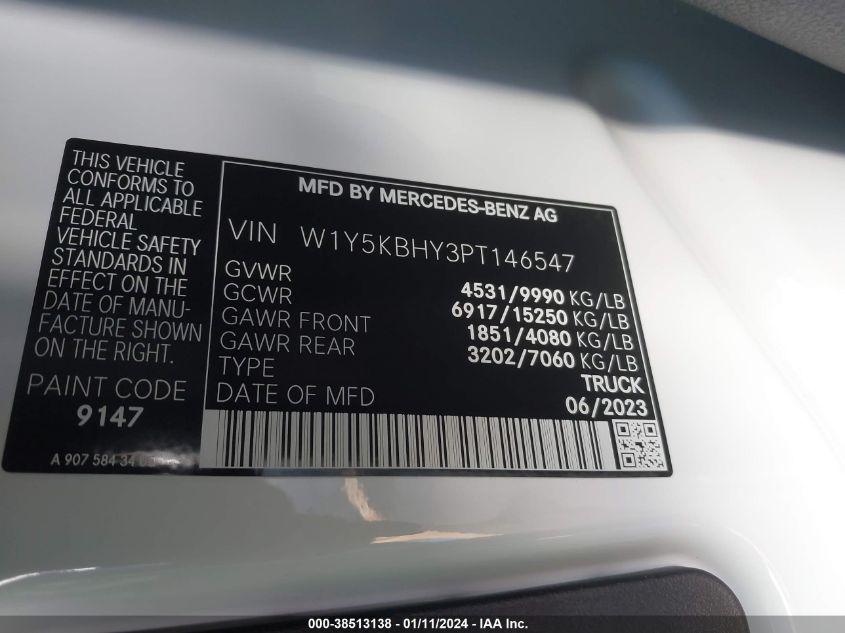 THIS VEHICLE
CONFORMS TO
ALL APPLICABLE
FEDERAL
VEHICLE SAFETY
STANDARDS IN
EFFECT ON THE
DATE OF MANU-
FACTURE SHOWN
ON THE RIGHT.
PAINT CODE
9147
A 907 584 34
MFD BY MERCEDES-BENZ AG
VIN W1Y5KBHY3PT146547
GVWR 4531/9990 KG/LB
GCWR 6917/15250 KG/LB
GAWR FRONT 1851/4080 KG/LB
GAWR REAR 3202/7060 KG/LB
TYPE TRUCK
DATE OF MFD 06/2023
000-38513138 - 01/11/2024 - IAA Inc.